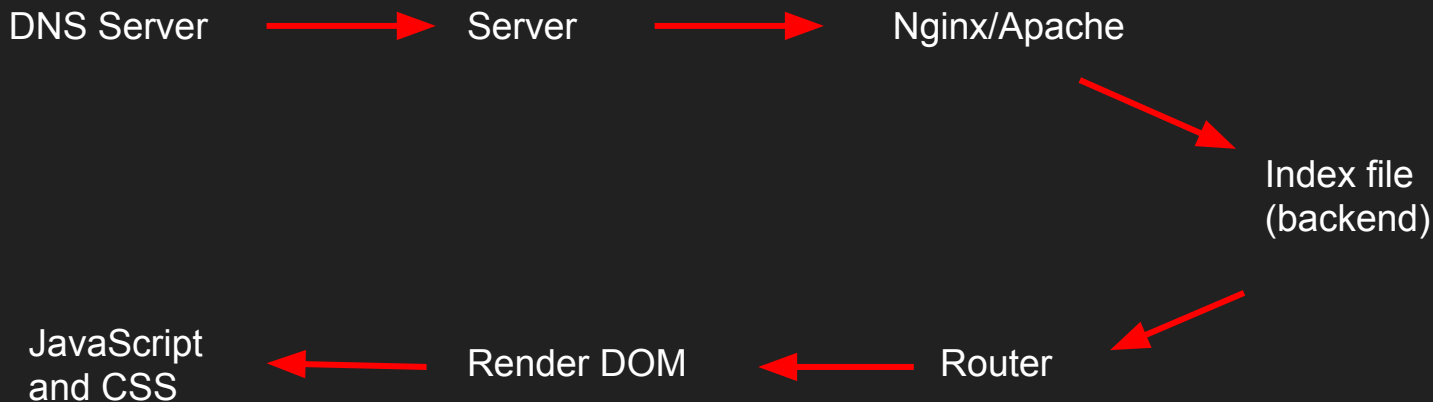 DNS Server
Server
Nginx/Apache
Index file
(backend)
Router
Render DOM
JavaScript
and CSS